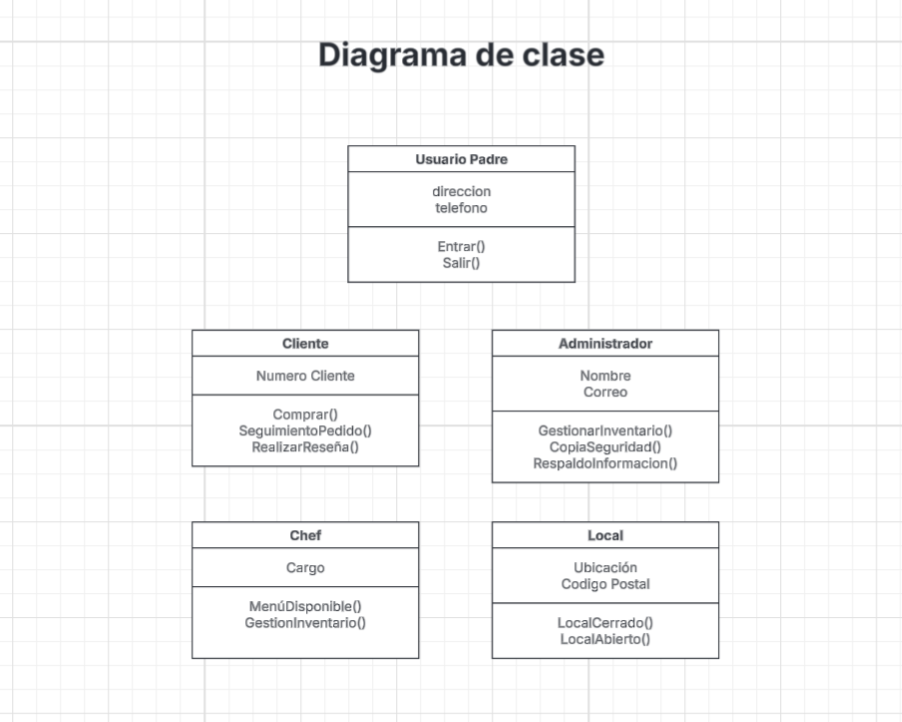 Diagrama de clase
Usuario Padre
direccion
telefono
Entrar()
Salir()
Cliente
Numero Cliente
Comprar()
SeguimientoPedido()
RealizarReseña()
Administrador
Nombre
Correo
GestionarInventario()
CopiaSeguridad()
RespaldoInformacion()
Chef
Cargo
MenúDisponible()
GestionInventario()
Local
Ubicación
Codigo Postal
LocalCerrado()
LocalAbierto()